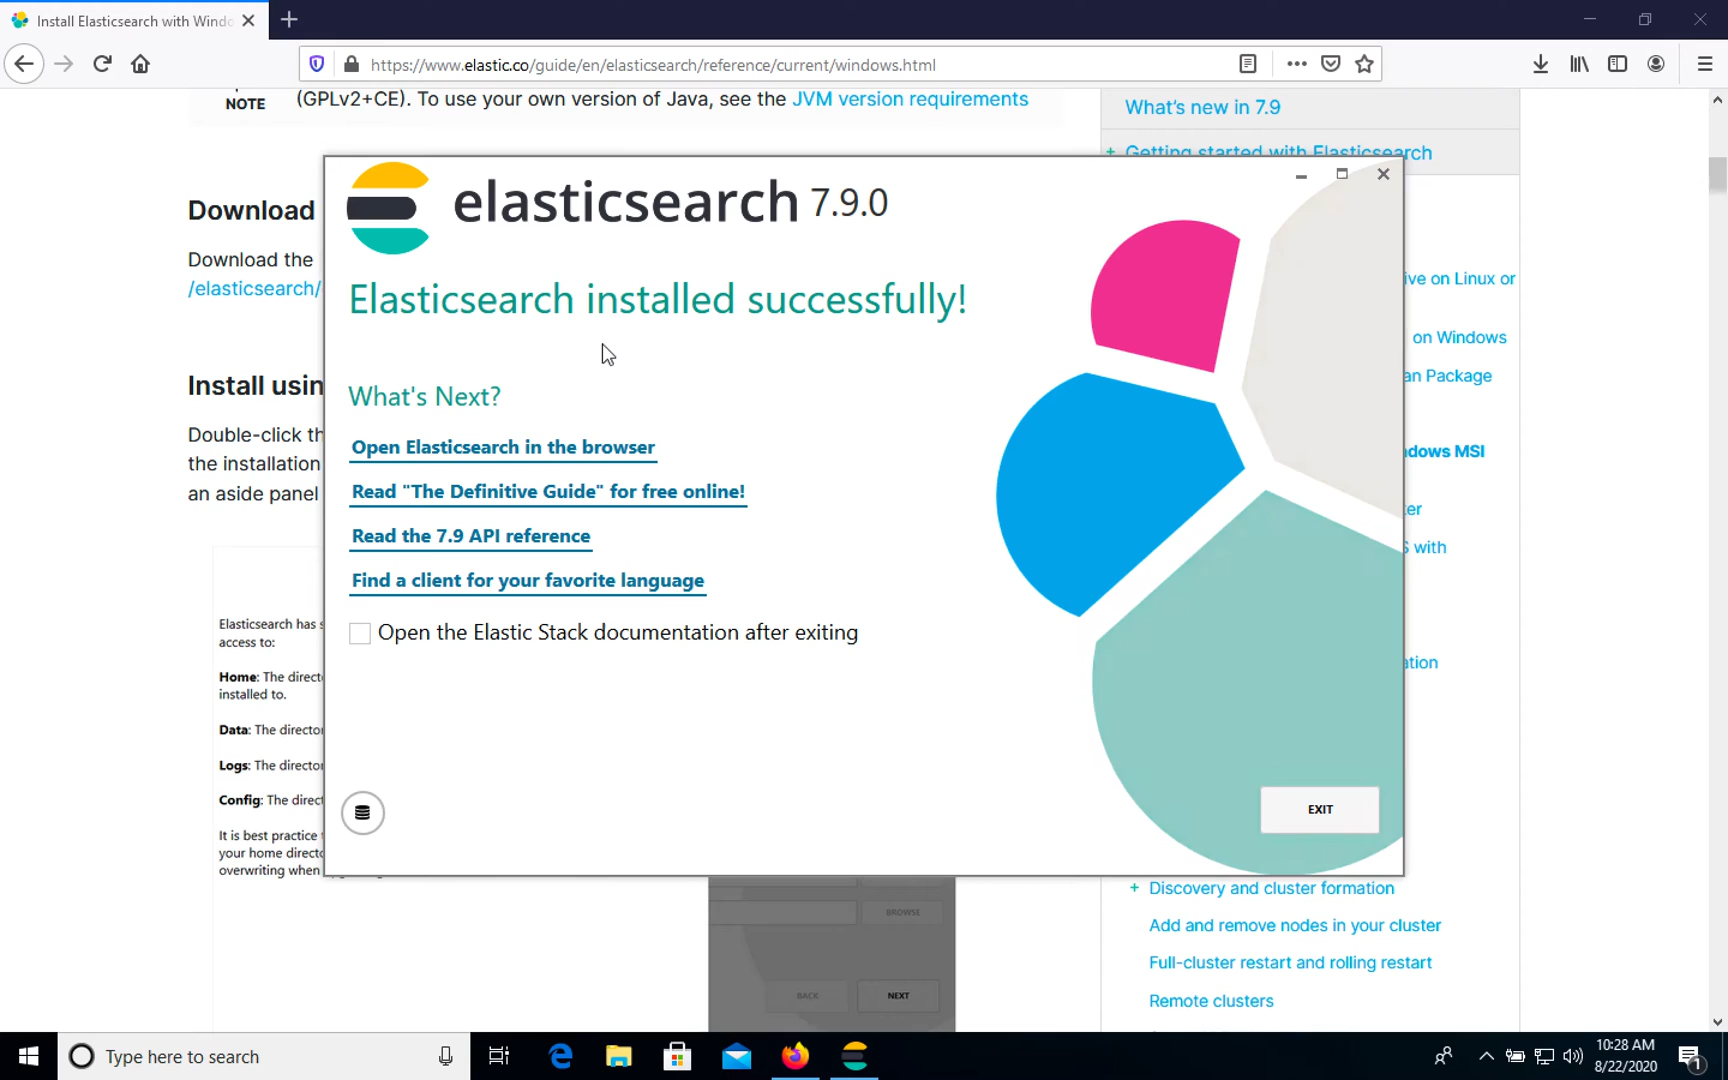 Install Elasticsearch with Windo
https://www.elastic.co/guide/en/elasticsearch/reference/current/windows.html
NOTE
(GPLv2+CE). To use your own version of Java, see the JVM version requirements
What's new in 7.9
+ Getting started with Elasticsearch
elasticsearch 7.9.0
Download
Download the
/elasticsearch/
Elasticsearch installed successfully!
ive on Linux or
on Windows
an Package
Install usin
What's Next?
Double-click th
the installation
an aside panel
Open Elasticsearch in the browser
dows MSI
Read "The Definitive Guide" for free online!
ter
Read the 7.9 API reference
S with
Find a client for your favorite language
Open the Elastic Stack documentation after exiting
ation
Elasticsearch has s
access to:
Home: The direct
installed to.
Data: The director
Logs: The director
Config: The direct
It is best practice
your home directo
overwriting when
EXIT
BROWSE
BACK
NEXT
+ Discovery and cluster formation
Add and remove nodes in your cluster
Full-cluster restart and rolling restart
Remote clusters
Type here to search
10:28 AM
8/22/2020
1